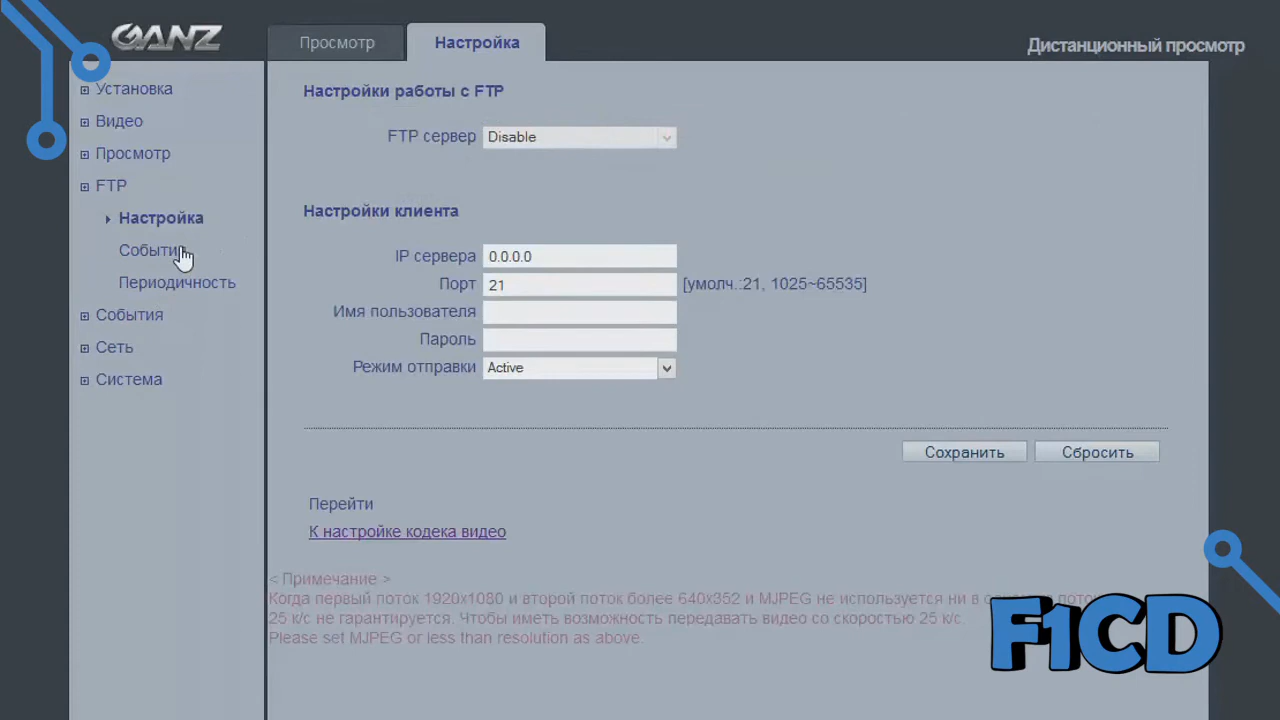 GANZ
Просмотр
Настройка
Дистанционный просмотр
Установка
Видео
Просмотр
FTP
Настройка
События
Периодичность
События
Сеть
Система
Настройки работы с FTP
FTP сервер Disable
Настройки клиента
IP сервера 0.0.0.0
Порт 21 [умолч.:21, 1025~65535]
Имя пользователя
Пароль
Режим отправки Active
Сохранить
Сбросить
Перейти
К настройке кодека видео
< Примечание >
Когда первый поток 1920x1080 и второй поток более 640x352 и MJPEG не используется ни в
25 к/с не гарантируется. Чтобы иметь возможность передавать видео со скоростью 25 к/с.
Please set MJPEG or less than resolution as above.
F1CD